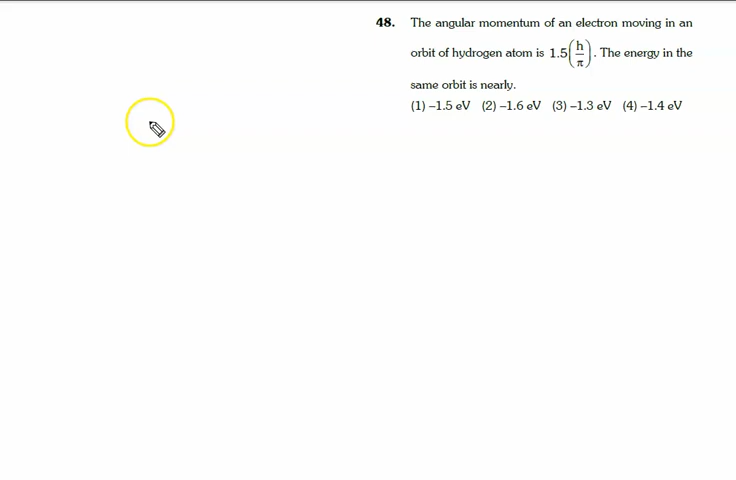 48. The angular momentum of an electron moving in an
orbit of hydrogen atom is 1.5(h/π). The energy in the
same orbit is nearly.
(1) –1.5 eV (2) –1.6 eV (3) –1.3 eV (4) –1.4 eV